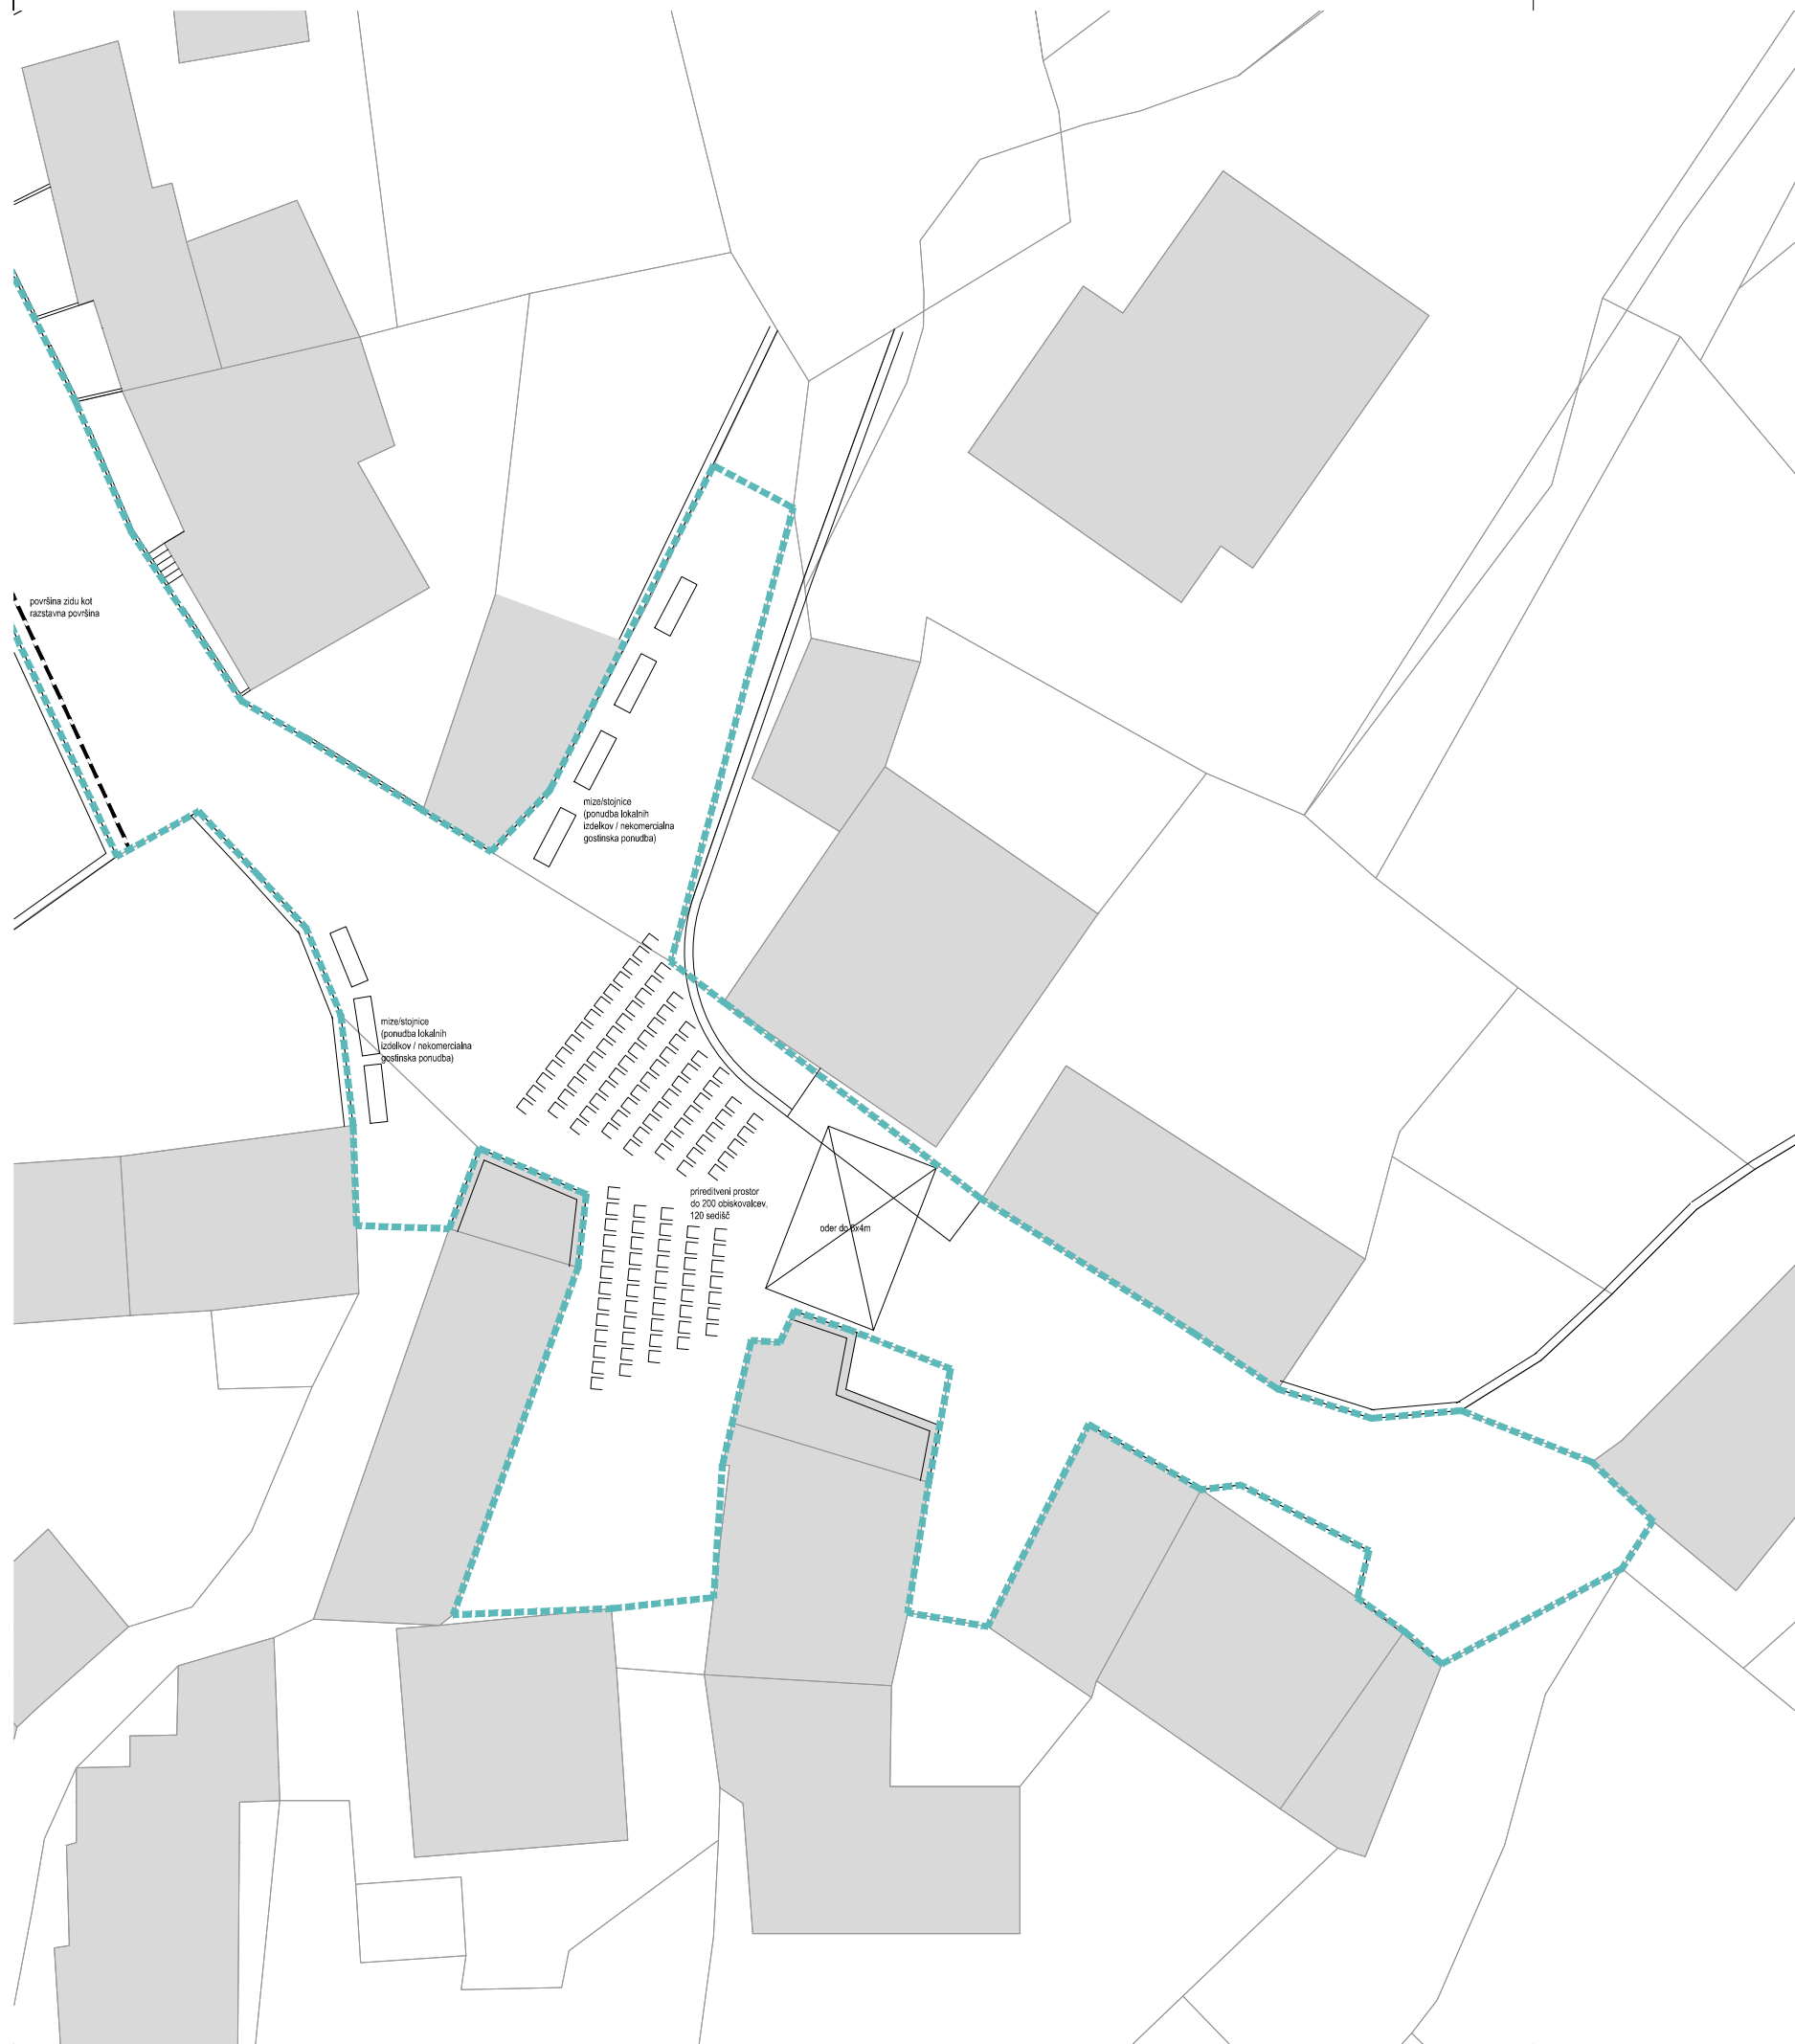 površina zidu kot
razstavna površina
mize/stojnice
(ponudba lokalnih
izdelkov / nekomercialna
gostinska ponudba)
mize/stojnice
(ponudba lokalnih
izdelkov / nekomercialna
gostinska ponudba)
prireditveni prostor
do 200 obiskovalcev,
120 sedišč
oder do 6x4m